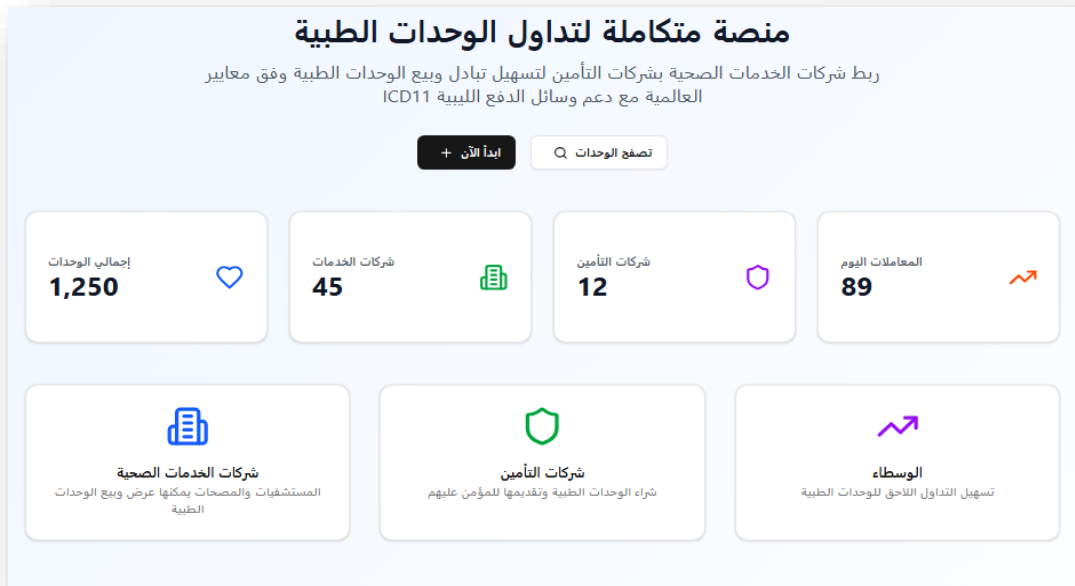 منصة متكاملة لتداول الوحدات الطبية
ربط شركات الخدمات الصحية بشركات التأمين لتسهيل تبادل وبيع الوحدات الطبية وفق معايير
ICD11 العالمية مع دعم وسائل الدفع الليبية
تصفح الوحدات
ابدأ الآن +
المعاملات اليوم
89
شركات التأمين
12
شركات الخدمات
45
إجمالي الوحدات
1,250
الوسطاء
تسهيل التداول اللاحق للوحدات الطبية
شركات التأمين
شراء الوحدات الطبية وتقديمها للمؤمن عليهم
شركات الخدمات الصحية
المستشفيات والمصحات يمكنها عرض وبيع الوحدات
الطبية